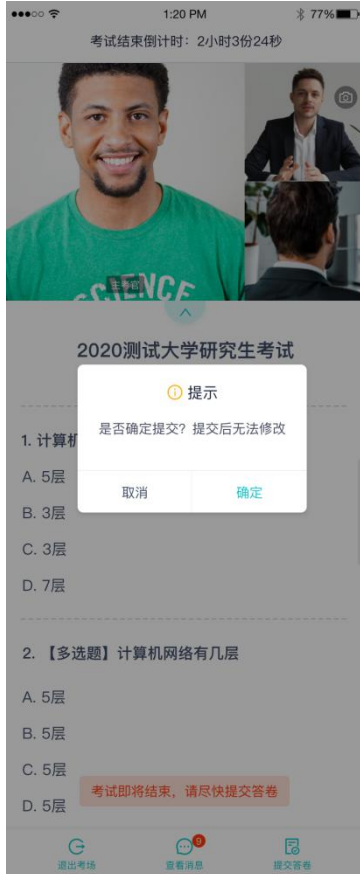 1:20 PM
77%
考试结束倒计时：2小时3份24秒
SCIENCE
王考官
2020测试大学研究生考试
提示
是否确定提交？提交后无法修改
取消
确定
1. 计算机
A. 5层
B. 3层
C. 3层
D. 7层
2. 【多选题】计算机网络有几层
A. 5层
B. 5层
C. 5层
D. 5层
考试即将结束，请尽快提交答卷
9
退出考场
查看消息
提交答卷